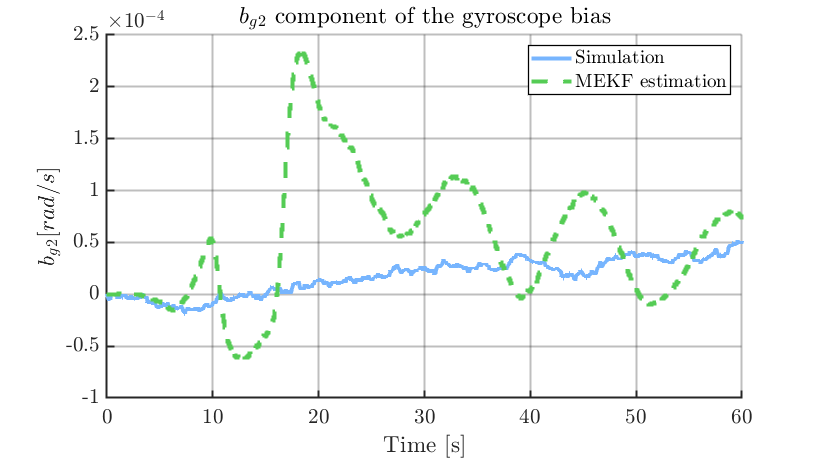 ×10⁻⁴
b_g2 component of the gyroscope bias
Simulation
MEKF estimation
2.5
2
1.5
1
0.5
0
-0.5
-1
b_g2[rad/s]
0 10 20 30 40 50 60
Time [s]